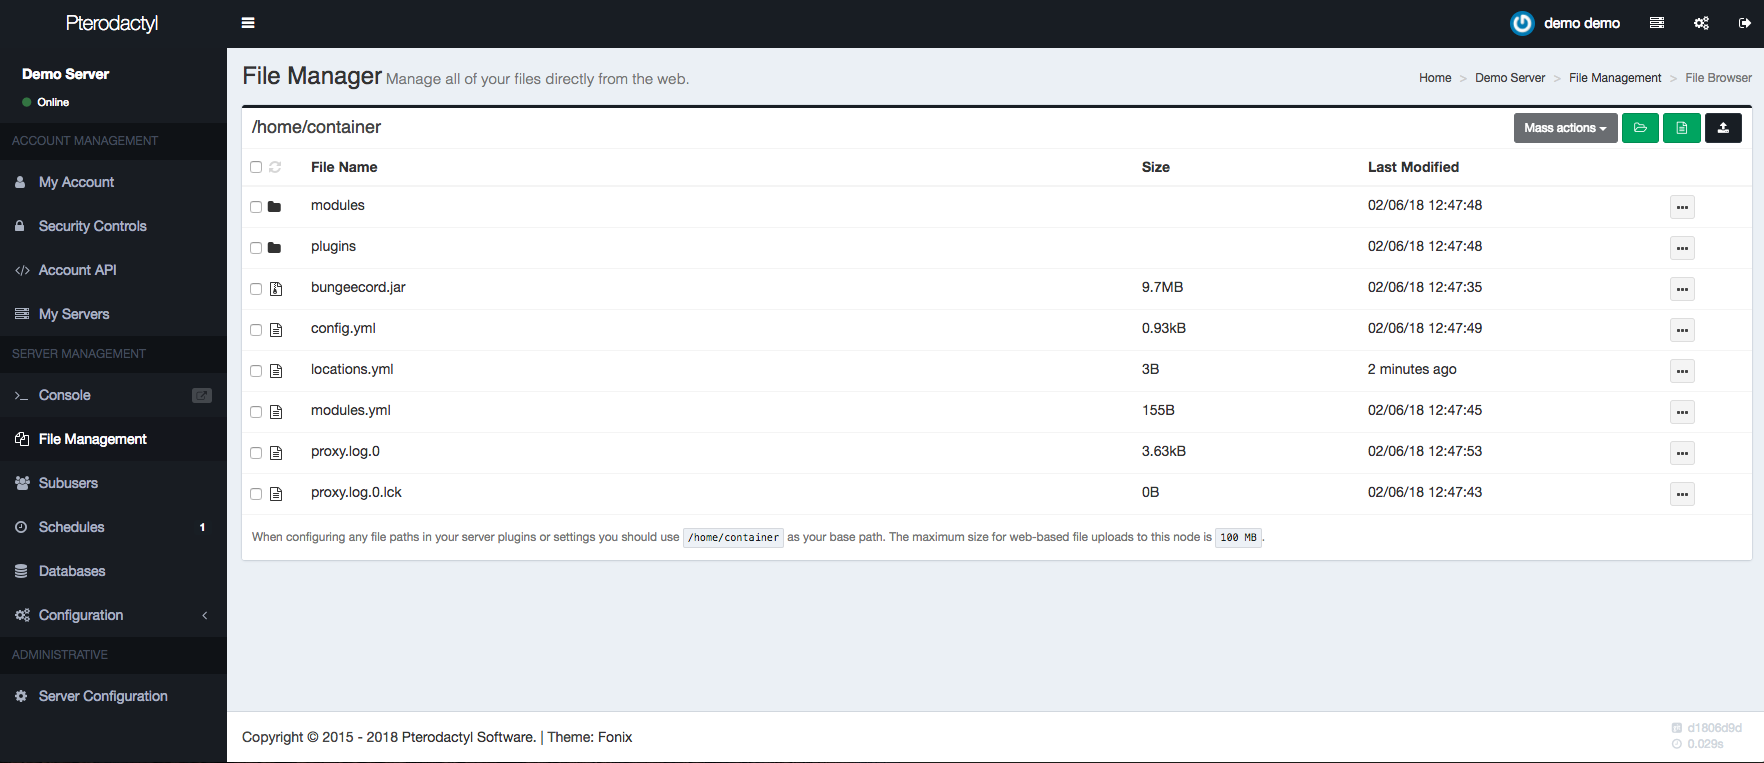 Pterodactyl
demo demo
Demo Server
Online
ACCOUNT MANAGEMENT
My Account
Security Controls
Account API
My Servers
SERVER MANAGEMENT
Console
File Management
Subusers
Schedules 1
Databases
Configuration
ADMINISTRATIVE
Server Configuration
File Manager Manage all of your files directly from the web.
Home > Demo Server > File Management > File Browser
/home/container
Mass actions
File Name Size Last Modified
modules 02/06/18 12:47:48
plugins 02/06/18 12:47:48
bungeecord.jar 9.7MB 02/06/18 12:47:35
config.yml 0.93kB 02/06/18 12:47:49
locations.yml 3B 2 minutes ago
modules.yml 155B 02/06/18 12:47:45
proxy.log.0 3.63kB 02/06/18 12:47:53
proxy.log.0.lck 0B 02/06/18 12:47:43
When configuring any file paths in your server plugins or settings you should use /home/container as your base path. The maximum size for web-based file uploads to this node is 100 MB.
Copyright © 2015 - 2018 Pterodactyl Software. | Theme: Fonix
d1806d9d
0.029s